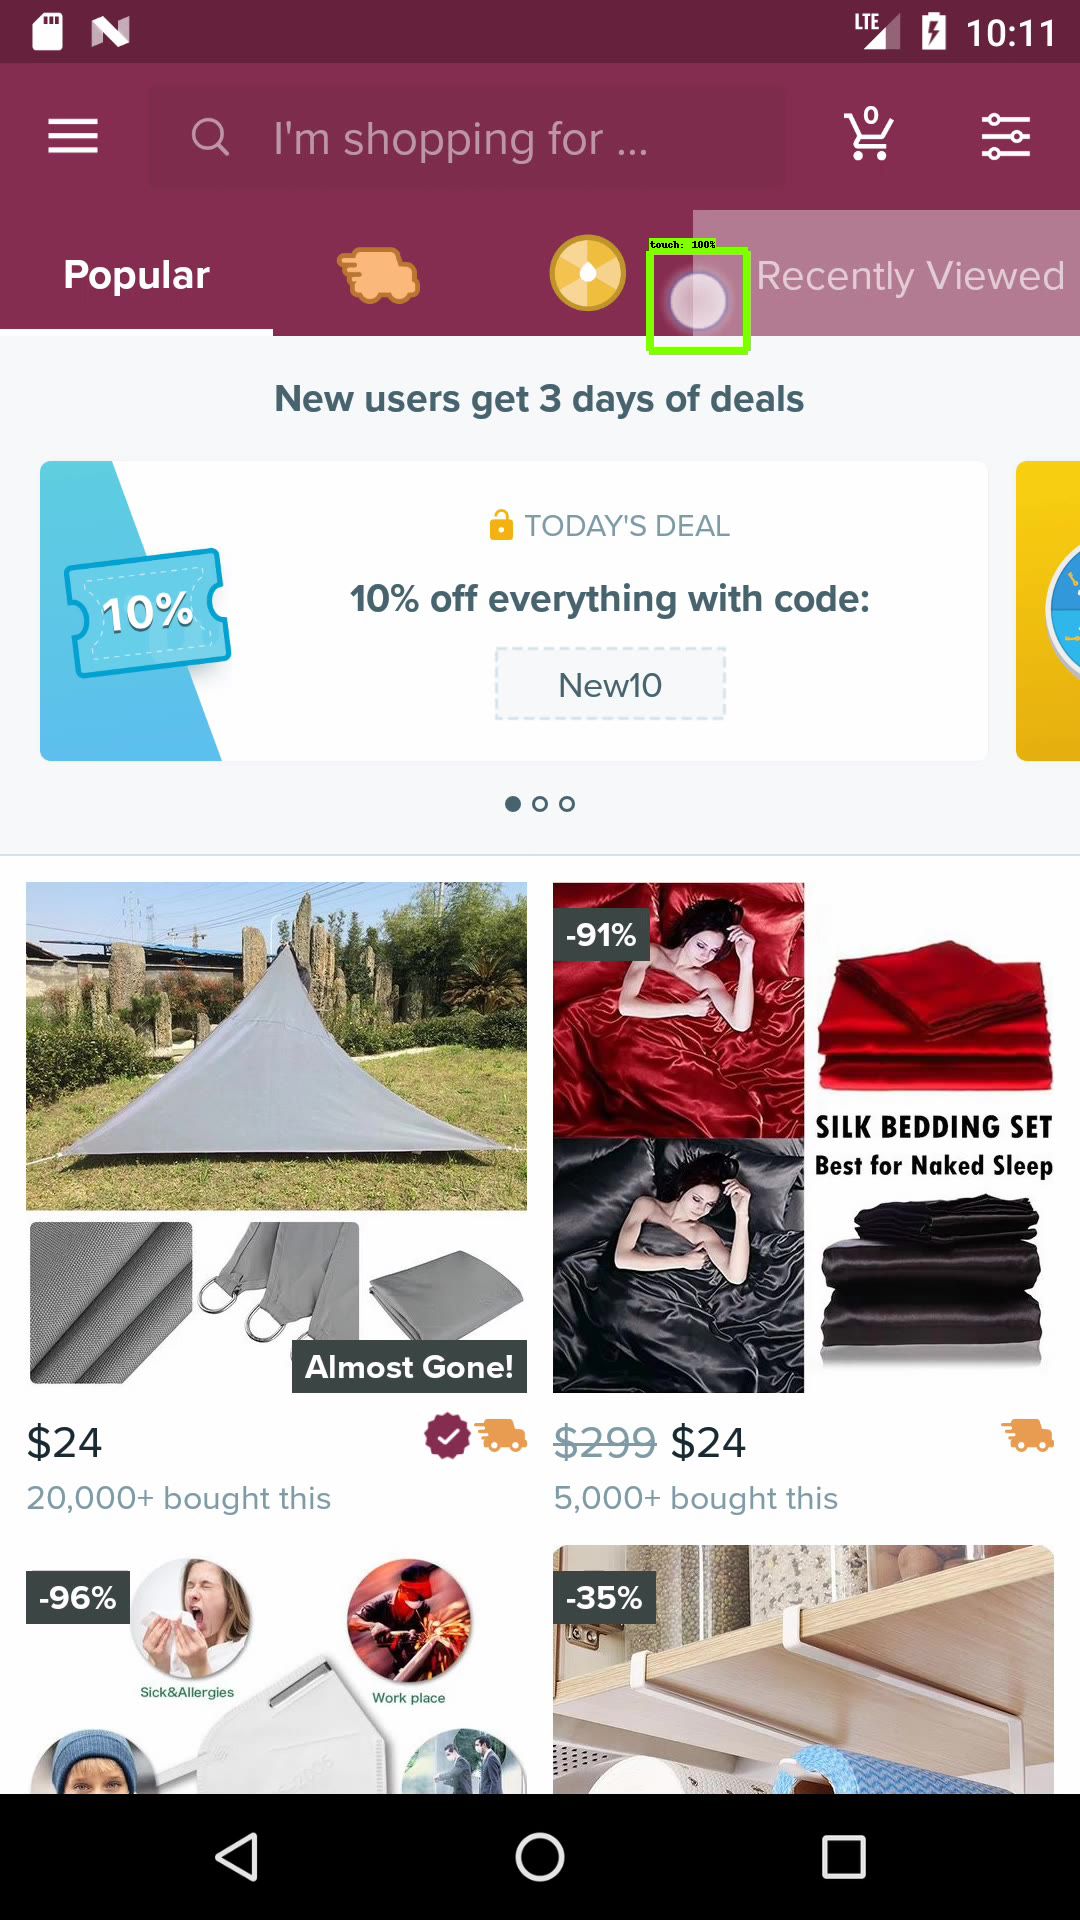 LTE 10:11
I'm shopping for ...
0
touch: 100%
Popular
Recently Viewed
New users get 3 days of deals
TODAY'S DEAL
10%
10% off everything with code:
New10
-91%
SILK BEDDING SET
Best for Naked Sleep
Almost Gone!
$24
$299 $24
20,000+ bought this
5,000+ bought this
-96%
Sick&Allergies
Work place
-35%